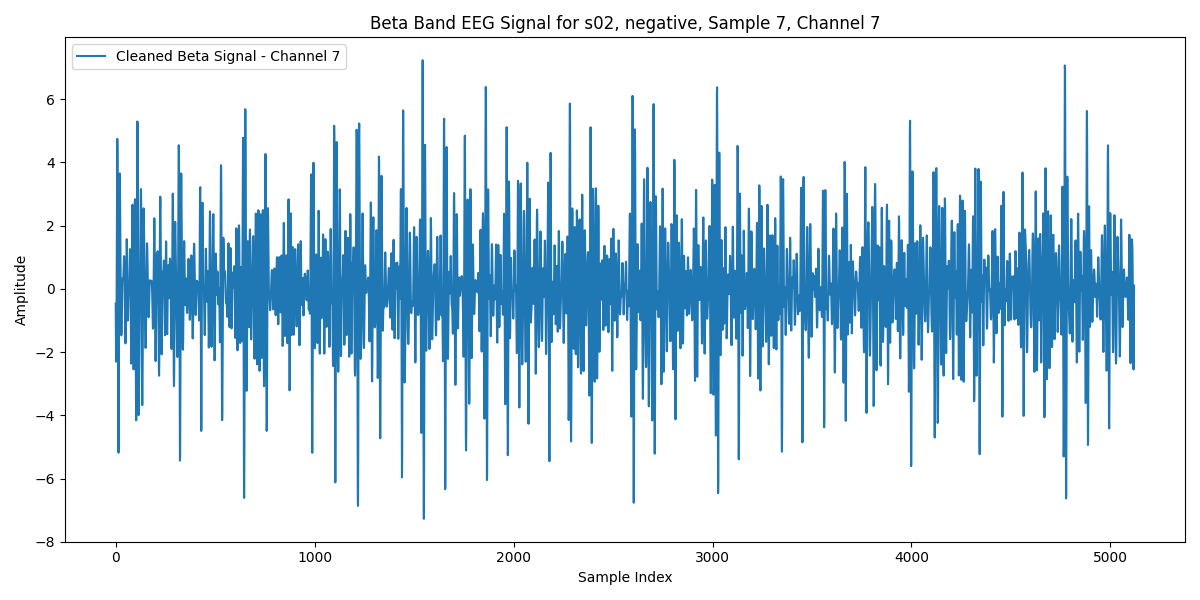 Beta Band EEG Signal for s02, negative, Sample 7, Channel 7
Cleaned Beta Signal - Channel 7
Amplitude
6
4
2
0
−2
−4
−6
−8
0 1000 2000 3000 4000 5000
Sample Index